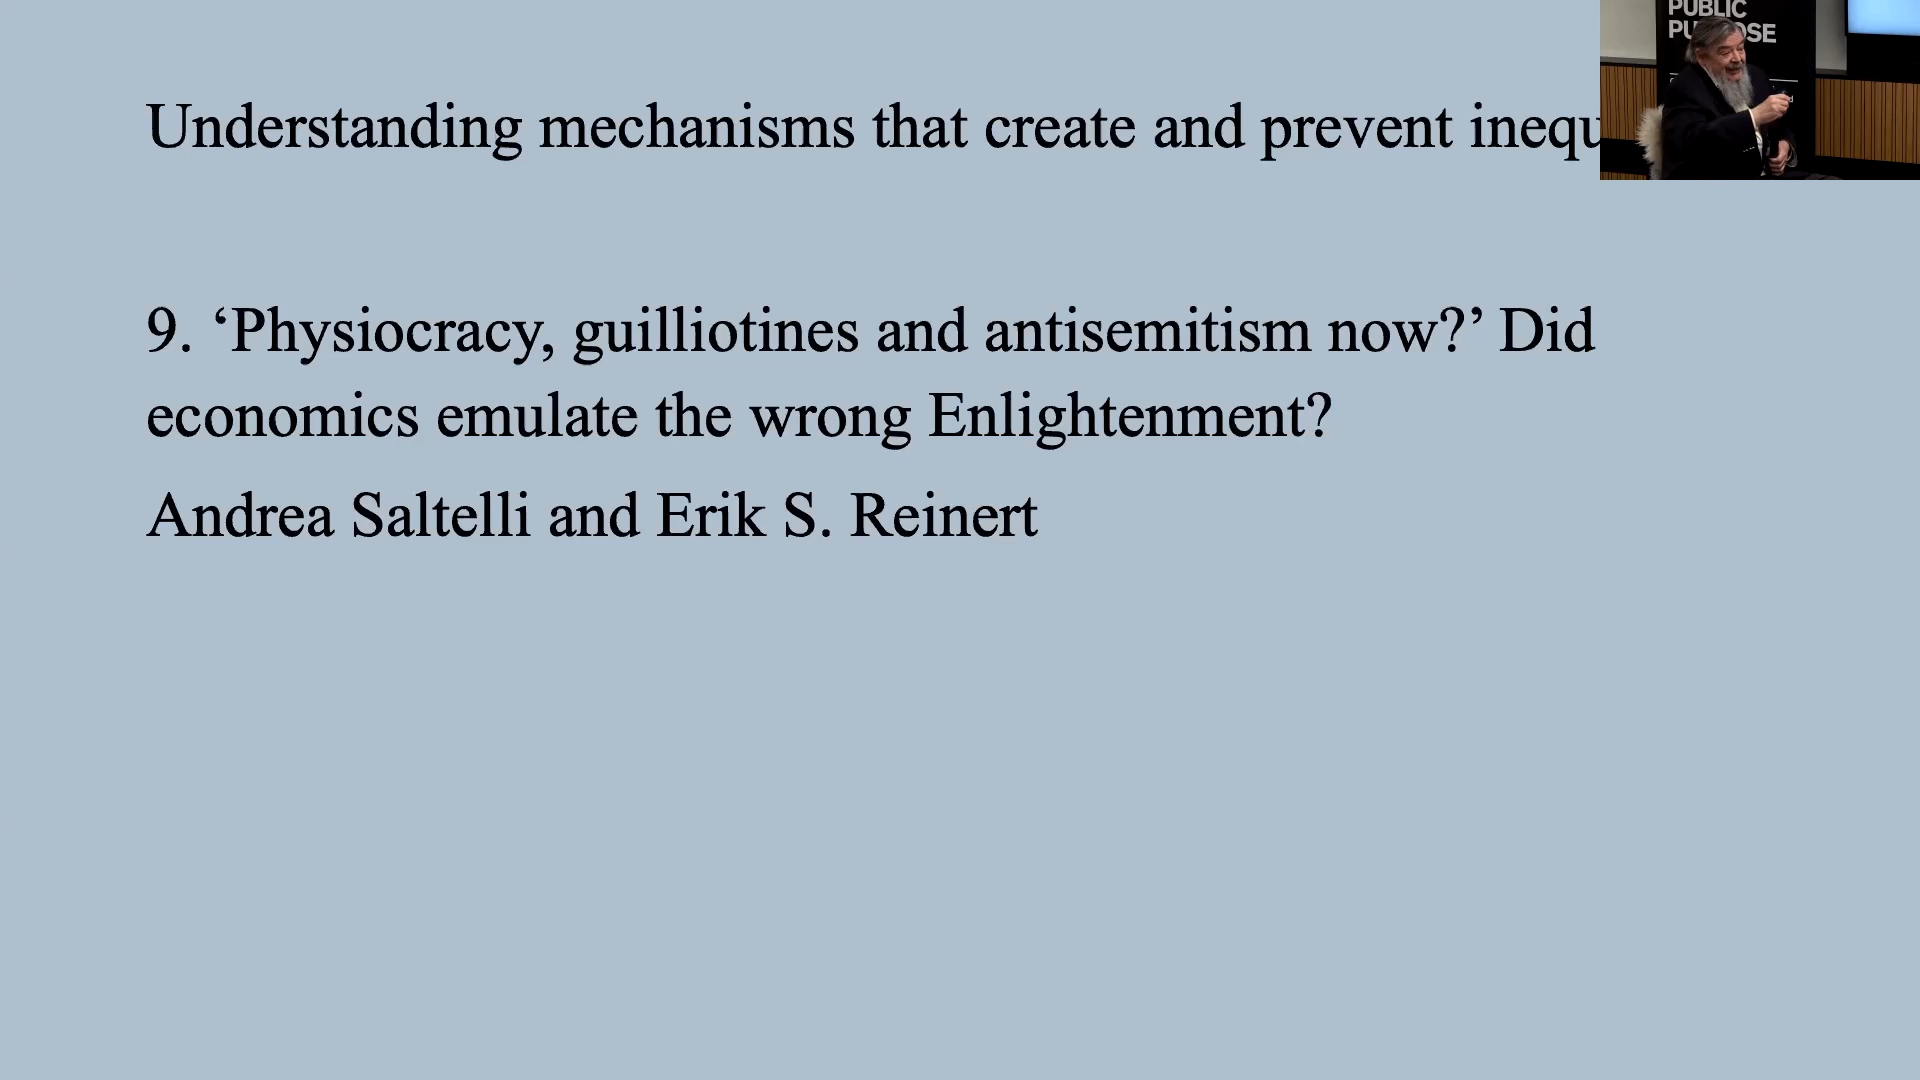 PUBLIC
Understanding mechanisms that create and prevent
9. ‘Physiocracy, guilliotines and antisemitism now?’ Did
economics emulate the wrong Enlightenment?
Andrea Saltelli and Erik S. Reinert